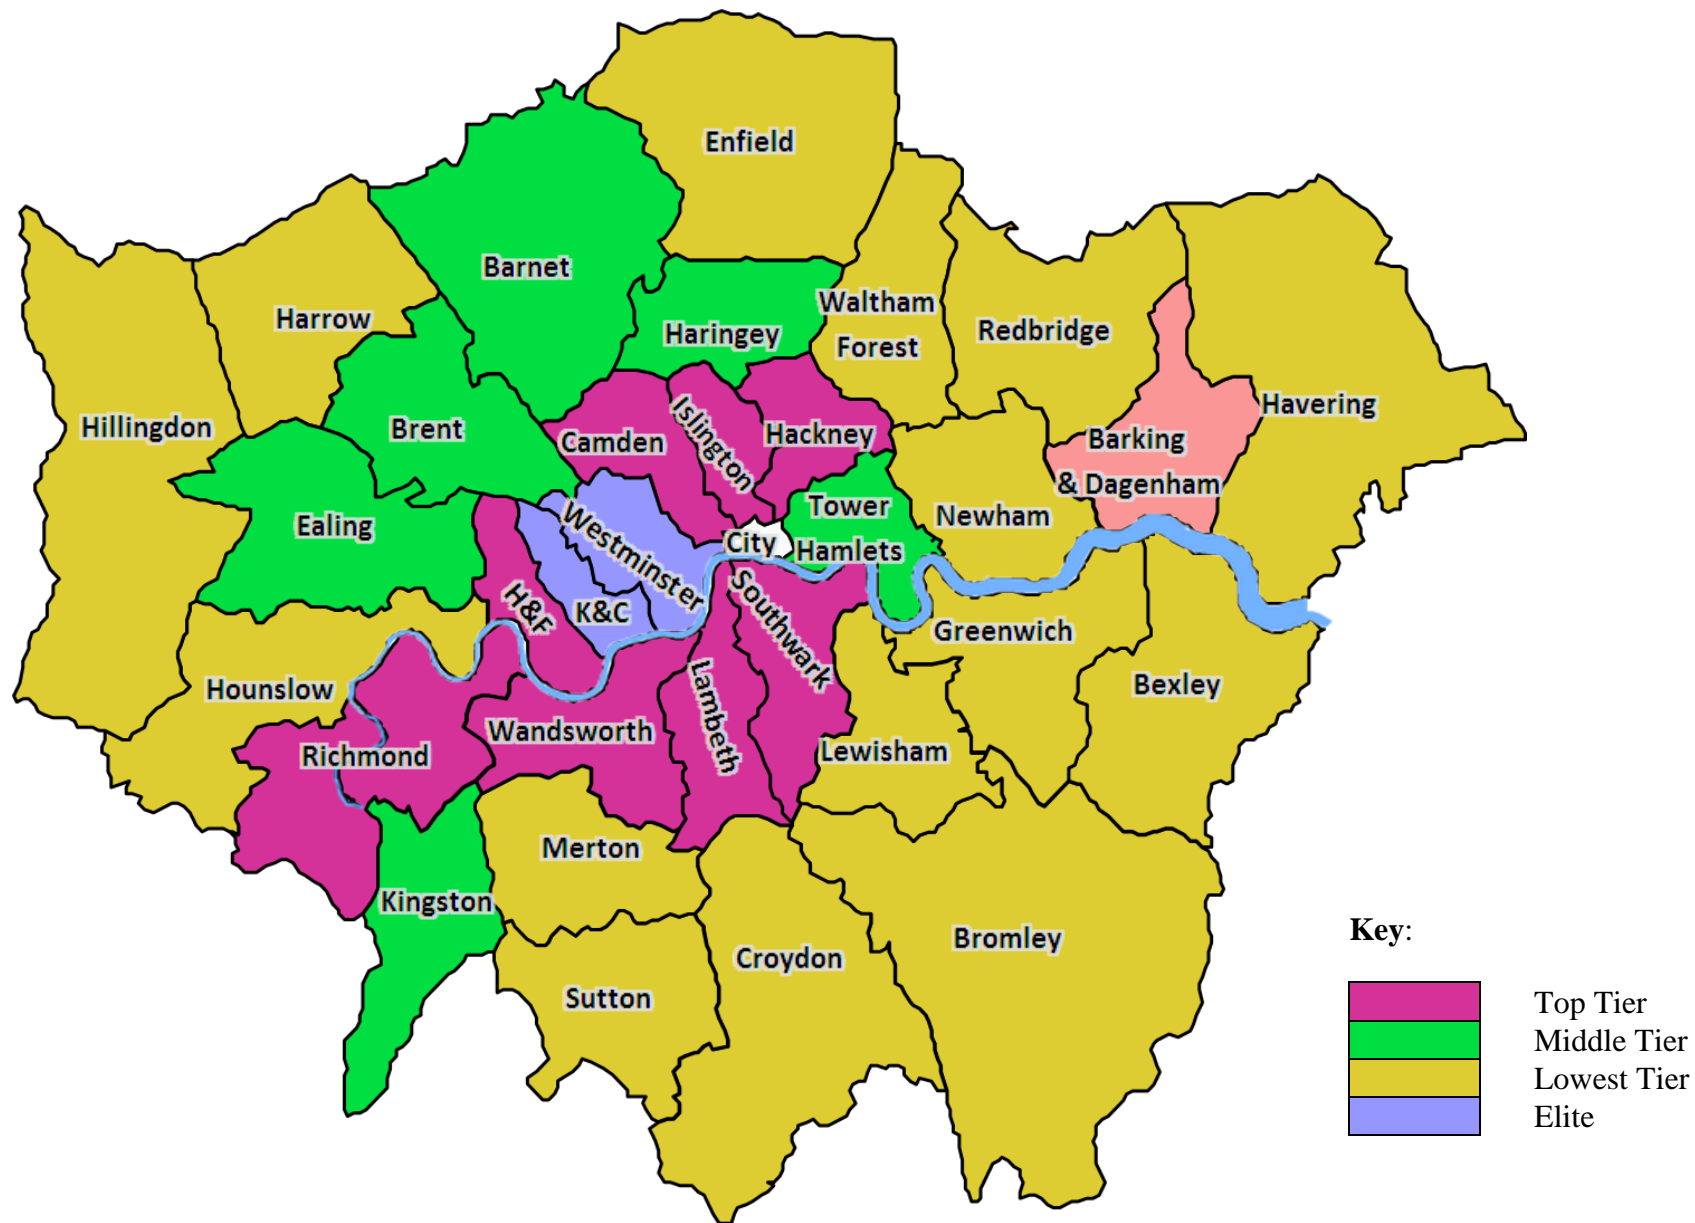 Enfield
Barnet
Harrow
Haringey
Waltham
Forest
Redbridge
Havering
Hillingdon
Brent
Camden
Islington
Hackney
Barking
& Dagenham
Ealing
Westminster
City
Tower
Hamlets
Newham
H&F
K&C
Southwark
Greenwich
Hounslow
Lambeth
Bexley
Richmond
Wandsworth
Lewisham
Merton
Kingston
Croydon
Bromley
Sutton
Key:
Top Tier
Middle Tier
Lowest Tier
Elite